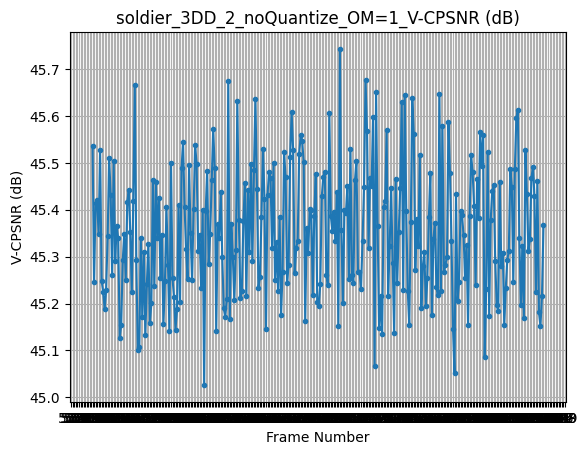 soldier_3DD_2_noQuantize_OM=1_V-CPSNR (dB)
V-CPSNR (dB)
45.7
45.6
45.5
45.4
45.3
45.2
45.1
45.0
Frame Number